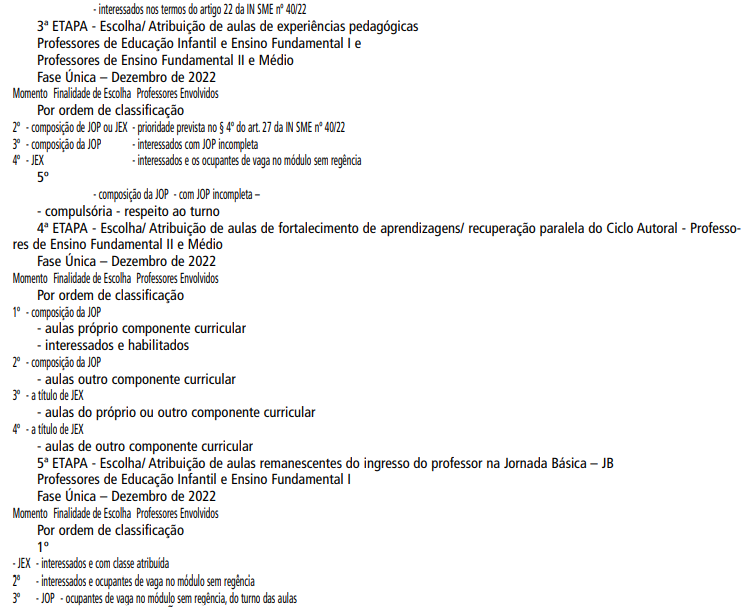 - interessados nos termos do artigo 22 da IN SME nº 40/22
3ª ETAPA - Escolha/ Atribuição de aulas de experiências pedagógicas
Professores de Educação Infantil e Ensino Fundamental I e
Professores de Ensino Fundamental II e Médio
Fase Única – Dezembro de 2022
Momento Finalidade de Escolha Professores Envolvidos
Por ordem de classificação
2º - composição de JOP ou JEX - prioridade prevista no § 4º do art. 27 da IN SME nº 40/22
3º - composição da JOP - interessados com JOP incompleta
4º - JEX - interessados e os ocupantes de vaga no módulo sem regência
5º
- composição da JOP - com JOP incompleta –
- compulsória - respeito ao turno
4ª ETAPA - Escolha/ Atribuição de aulas de fortalecimento de aprendizagens/ recuperação paralela do Ciclo Autoral - Professo-
res de Ensino Fundamental II e Médio
Fase Única – Dezembro de 2022
Momento Finalidade de Escolha Professores Envolvidos
Por ordem de classificação
1º - composição da JOP
- aulas próprio componente curricular
- interessados e habilitados
2º - composição da JOP
- aulas outro componente curricular
3º - a título de JEX
- aulas do próprio ou outro componente curricular
4º - a título de JEX
- aulas de outro componente curricular
5ª ETAPA - Escolha/ Atribuição de aulas remanescentes do ingresso do professor na Jornada Básica – JB
Professores de Educação Infantil e Ensino Fundamental I
Fase Única – Dezembro de 2022
Momento Finalidade de Escolha Professores Envolvidos
Por ordem de classificação
1º
- JEX - interessados e com classe atribuída
2º - interessados e ocupantes de vaga no módulo sem regência
3º - JOP - ocupantes de vaga no módulo sem regência, do turno das aulas